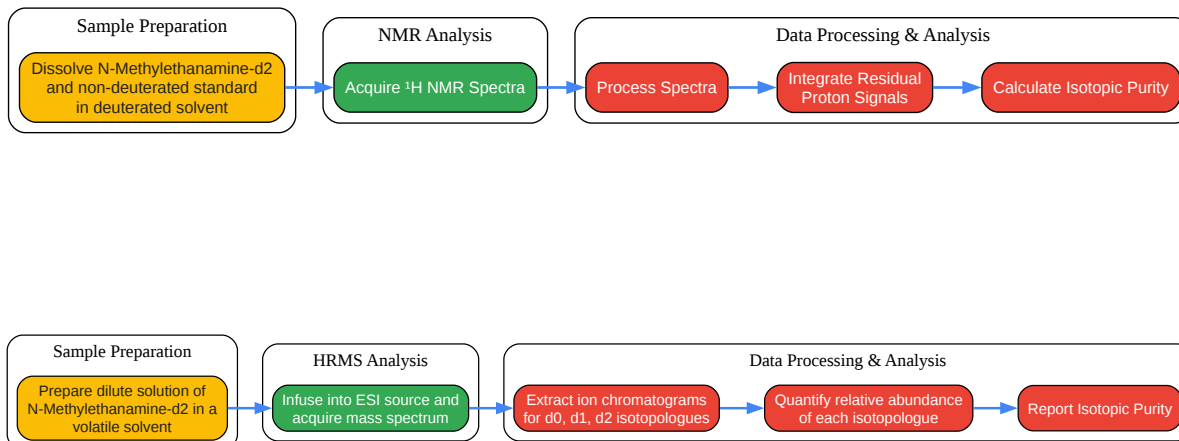 Sample Preparation
Dissolve N-Methylethanamine-d2
and non-deuterated standard
in deuterated solvent
NMR Analysis
Acquire ¹H NMR Spectra
Data Processing & Analysis
Process Spectra
Integrate Residual
Proton Signals
Calculate Isotopic Purity
Sample Preparation
Prepare dilute solution of
N-Methylethanamine-d2 in a
volatile solvent
HRMS Analysis
Infuse into ESI source and
acquire mass spectrum
Data Processing & Analysis
Extract ion chromatograms
for d0, d1, d2 isotopologues
Quantify relative abundance
of each isotopologue
Report Isotopic Purity